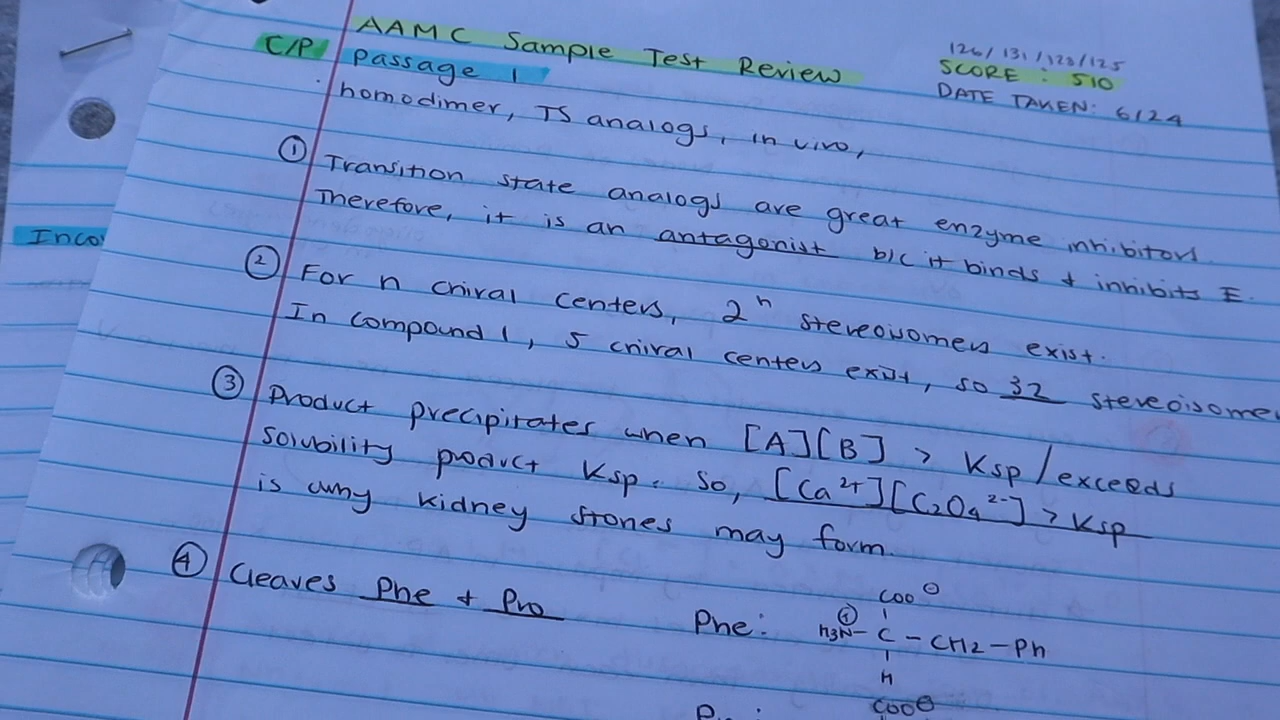 AAMC Sample Test Review
126/131/128/125
SCORE: 510
DATE TAKEN: 6/24
C/P Passage 1
homodimer, TS analogs, in vivo,
① Transition state analogs are great enzyme inhibitors.
Therefore, it is an antagonist b/c it binds & inhibits E.
② For n chiral centers, 2ⁿ stereoisomers exist.
In compound 1, 5 chiral centers exist, so 32 stereoisomer
③ Product precipitates when [A][B] > Ksp/exceeds
solubility product Ksp. So, [Ca²⁺][C₂O₄²⁻] > Ksp
is why kidney stones may form.
④ Cleaves Phe & Pro
Phe:
COO⊖
H3N⊕ - C - CH2 - Ph
H
COO⊖
Inco